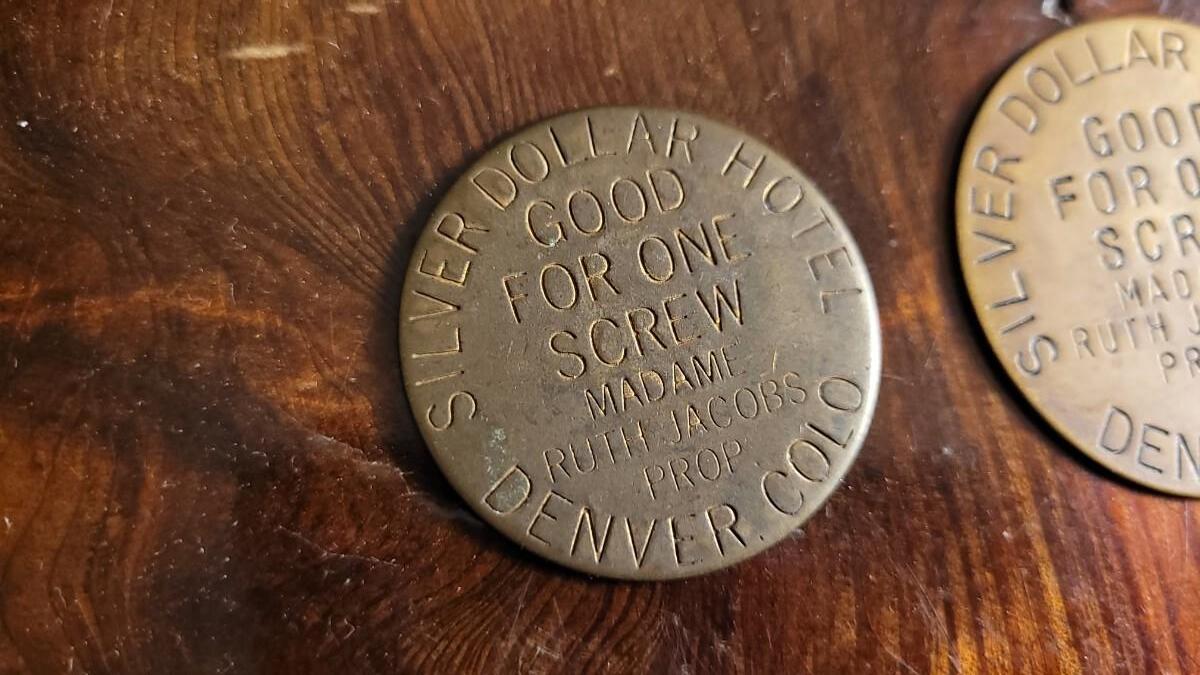 SILVER DOLLAR HOTEL
GOOD
FOR ONE
SCREW
MADAME
RUTH JACOBS
PROP
DENVER. COLO
SILVER DOLLAR
GOOD
FOR
SCR
MAD
RUTH
PR
DEN